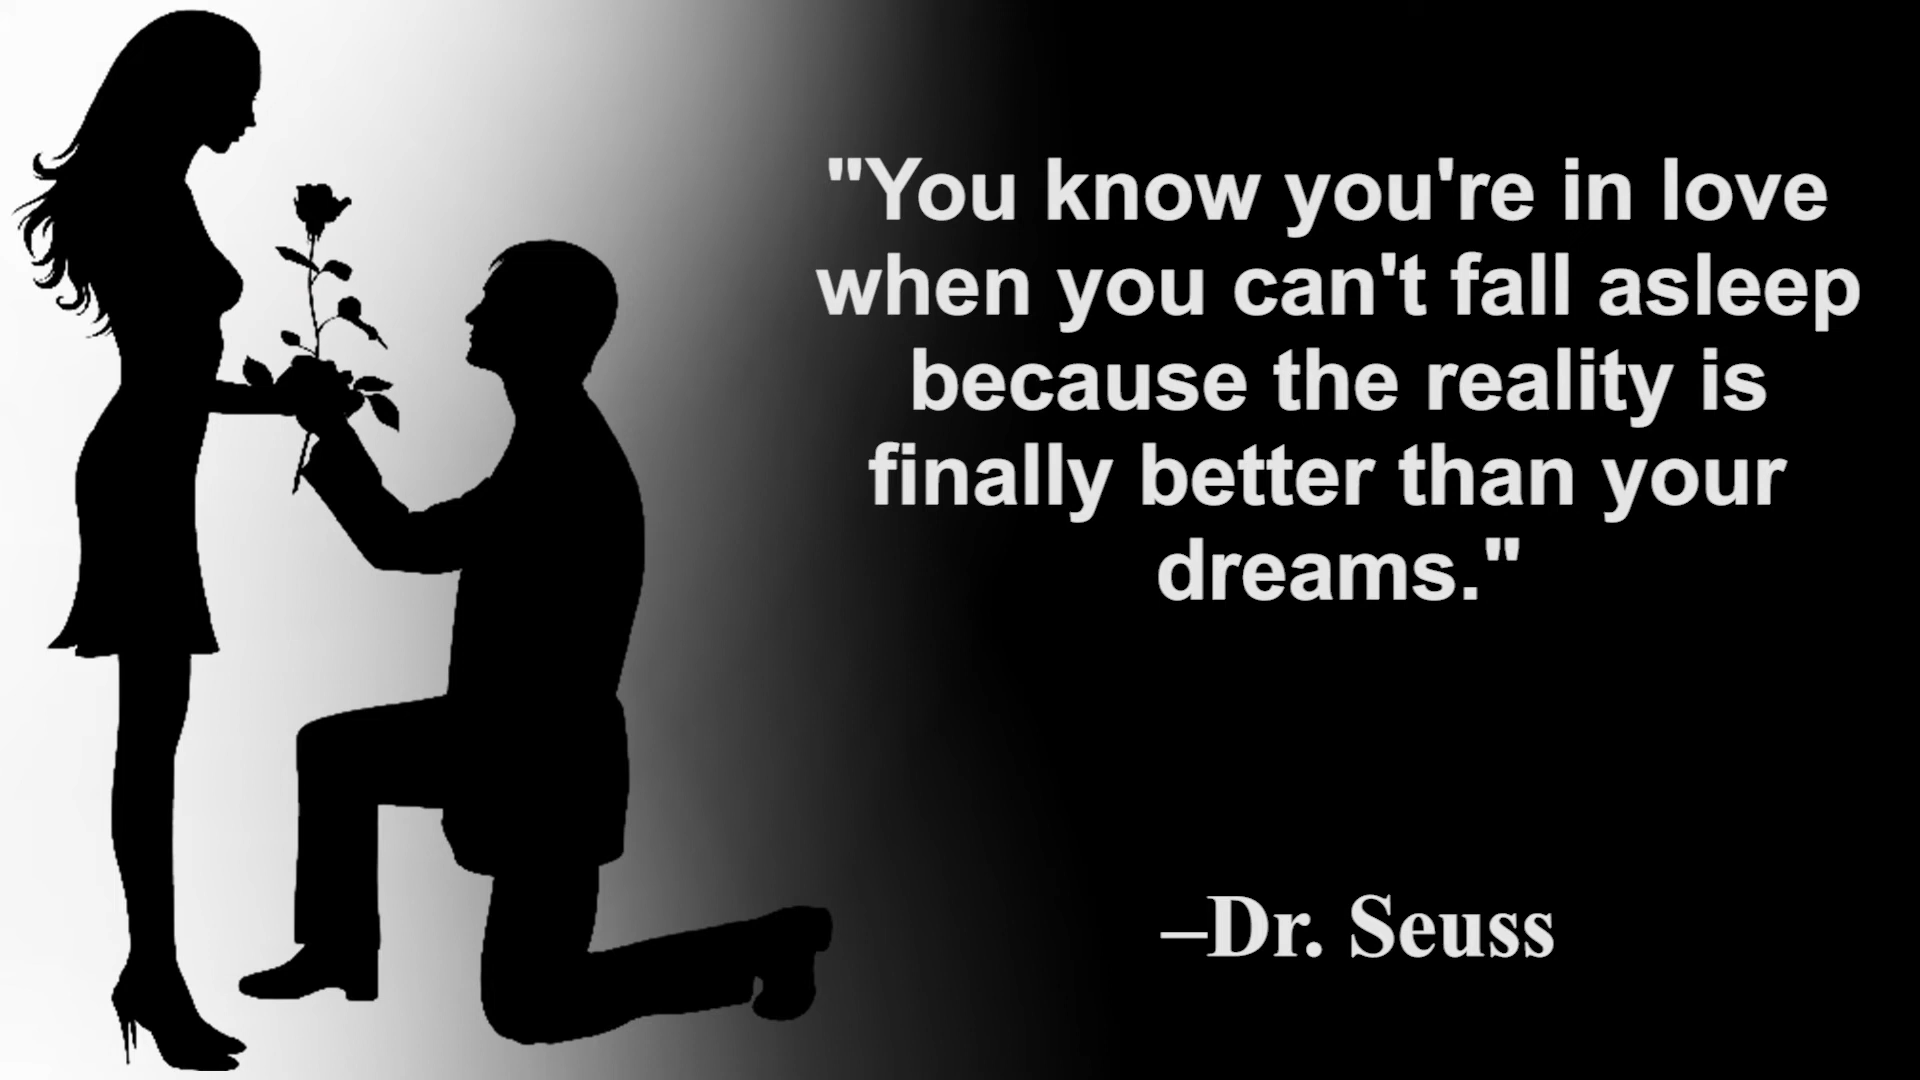 "You know you're in love
when you can't fall asleep
because the reality is
finally better than your
dreams."
–Dr. Seuss